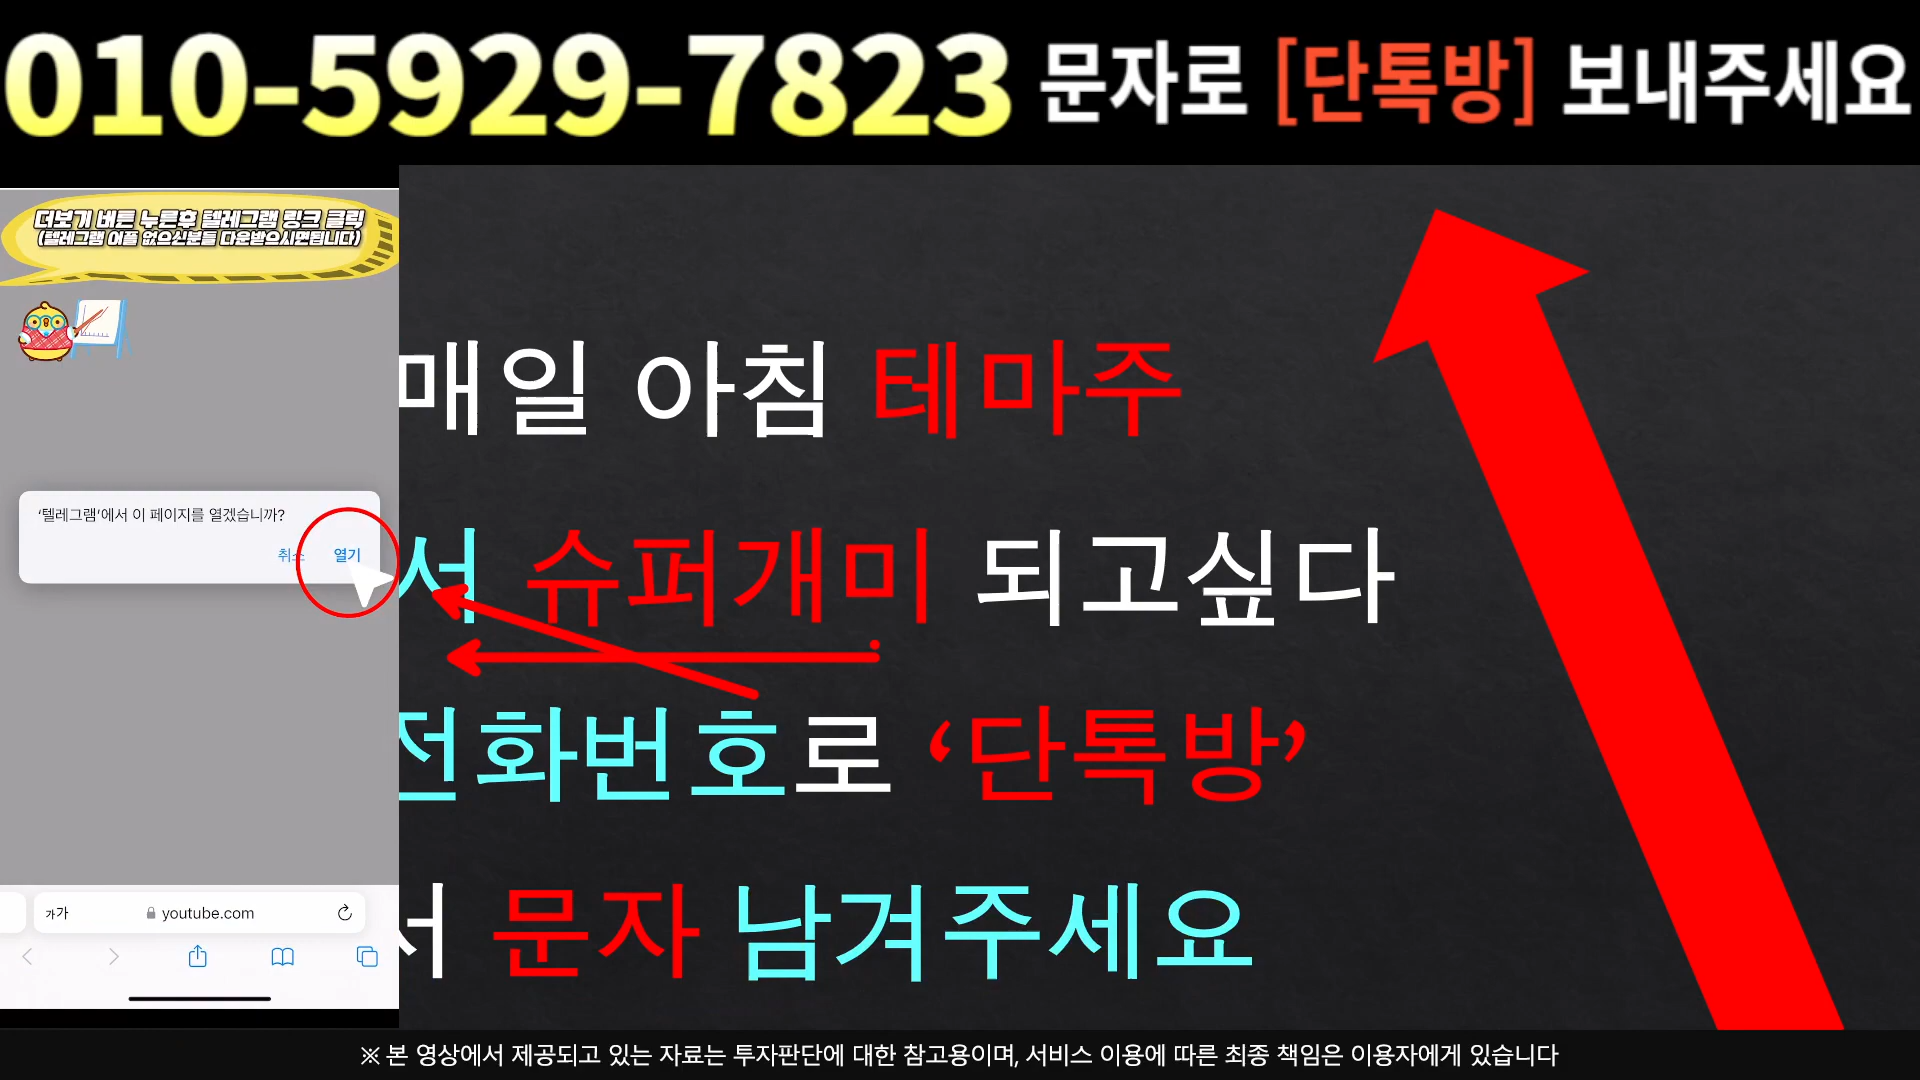 010-5929-7823 문자로 [단톡방] 보내주세요
더보기 버튼 누른후 텔레그램 링크 클릭
(텔레그램 어플 없으신분들 다운받으시면됩니다)
매일 아침 테마주
서 슈퍼개미 되고싶다
'텔레그램'에서 이 페이지를 열겠습니까?
취소 열기
전화번호로 ‘단톡방’
서 문자 남겨주세요
가가 youtube.com
※ 본 영상에서 제공되고 있는 자료는 투자판단에 대한 참고용이며, 서비스 이용에 따른 최종 책임은 이용자에게 있습니다